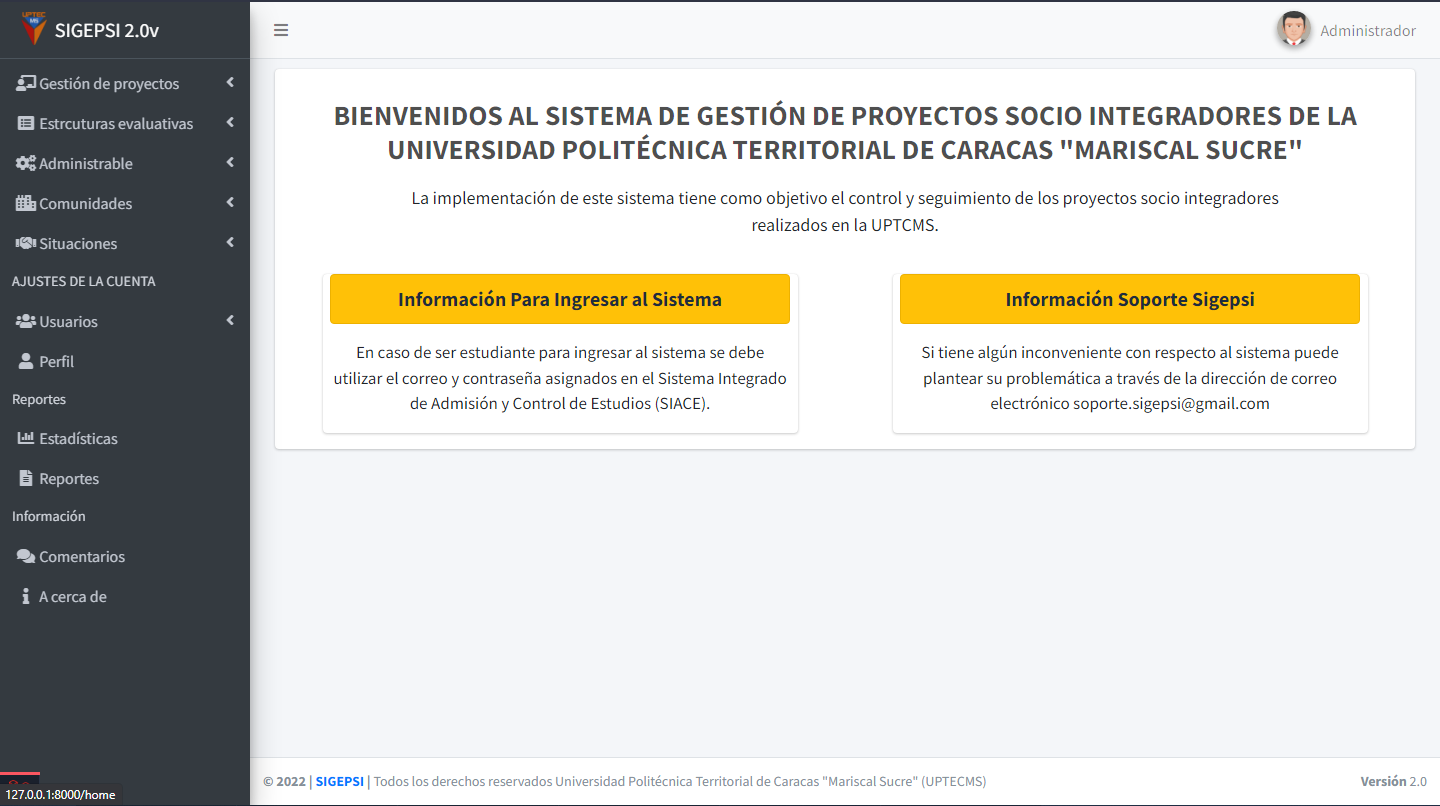 UPTEC
MS
SIGEPSI 2.0v
Administrador
Gestión de proyectos
Estrcuturas evaluativas
Administrable
Comunidades
Situaciones
AJUSTES DE LA CUENTA
Usuarios
Perfil
Reportes
Estadísticas
Reportes
Información
Comentarios
A cerca de
BIENVENIDOS AL SISTEMA DE GESTIÓN DE PROYECTOS SOCIO INTEGRADORES DE LA
UNIVERSIDAD POLITÉCNICA TERRITORIAL DE CARACAS "MARISCAL SUCRE"
La implementación de este sistema tiene como objetivo el control y seguimiento de los proyectos socio integradores
realizados en la UPTCMS.
Información Para Ingresar al Sistema
En caso de ser estudiante para ingresar al sistema se debe
utilizar el correo y contraseña asignados en el Sistema Integrado
de Admisión y Control de Estudios (SIACE).
Información Soporte Sigepsi
Si tiene algún inconveniente con respecto al sistema puede
plantear su problemática a través de la dirección de correo
electrónico soporte.sigepsi@gmail.com
© 2022 | SIGEPSI | Todos los derechos reservados Universidad Politécnica Territorial de Caracas "Mariscal Sucre" (UPTECMS)
Versión 2.0
127.0.0.1:8000/home